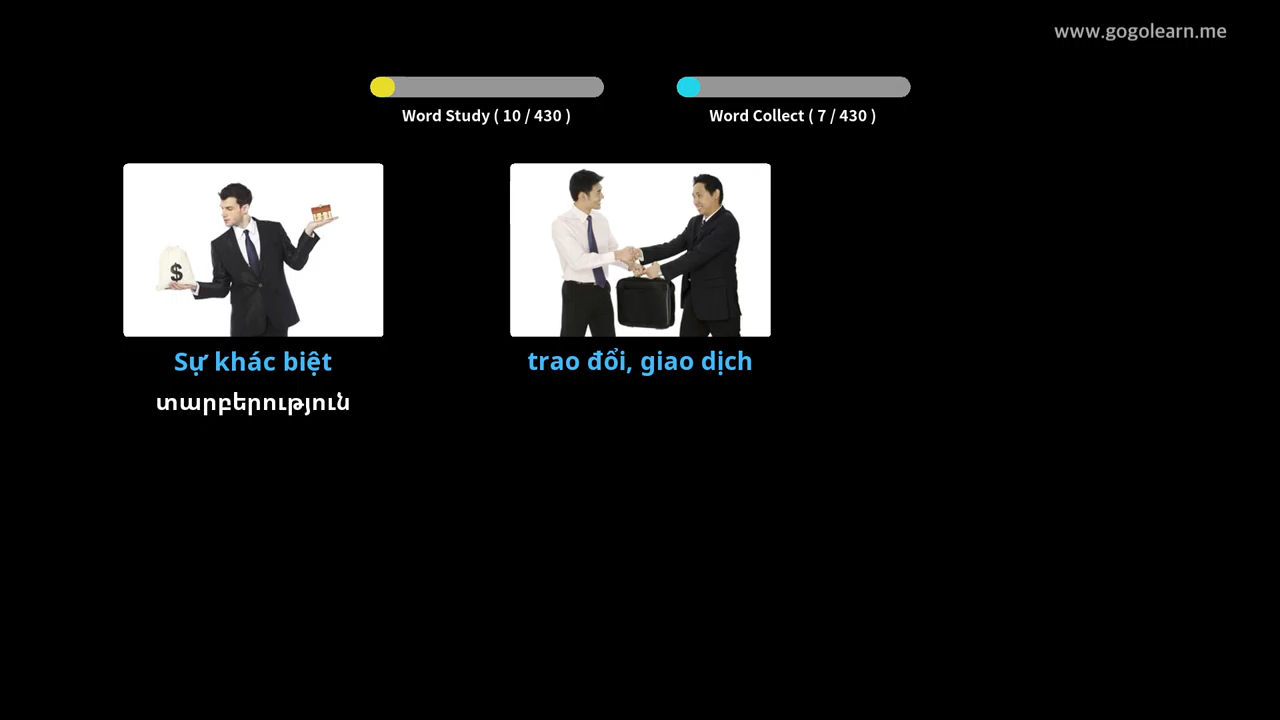 www.gogolearn.me
Word Study ( 10 / 430 )
Word Collect ( 7 / 430 )
$
Sự khác biệt
trao đổi, giao dịch
տարբերություն